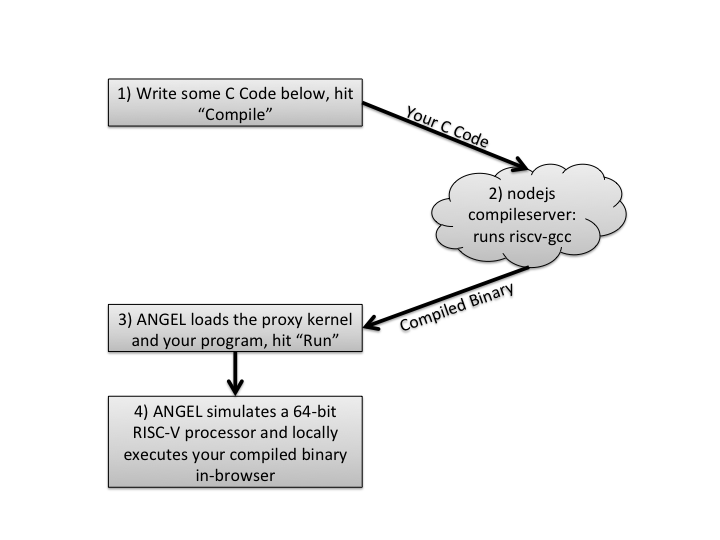 1) Write some C Code below, hit
“Compile”
Your C Code
2) nodejs
compileserver:
runs riscv-gcc
Compiled Binary
3) ANGEL loads the proxy kernel
and your program, hit “Run”
4) ANGEL simulates a 64-bit
RISC-V processor and locally
executes your compiled binary
in-browser